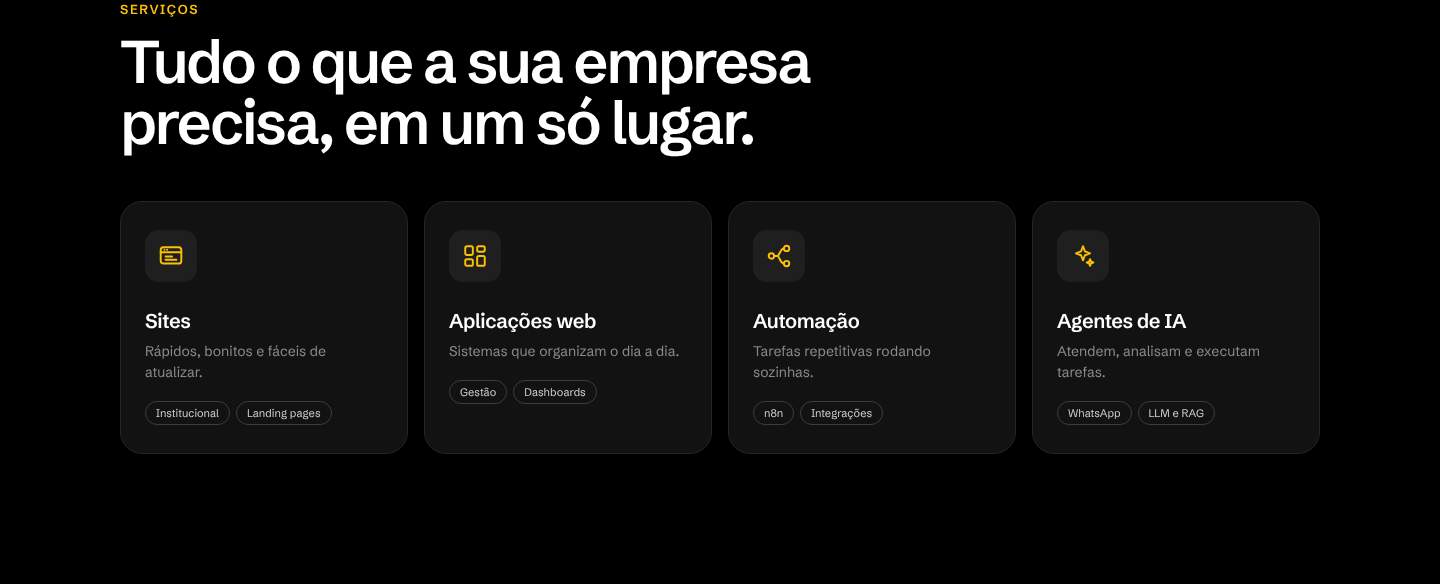 SERVIÇOS
Tudo o que a sua empresa
precisa, em um só lugar.
Sites
Rápidos, bonitos e fáceis de
atualizar.
Institucional
Landing pages
Aplicações web
Sistemas que organizam o dia a dia.
Gestão
Dashboards
Automação
Tarefas repetitivas rodando
sozinhas.
n8n
Integrações
Agentes de IA
Atendem, analisam e executam
tarefas.
WhatsApp
LLM e RAG